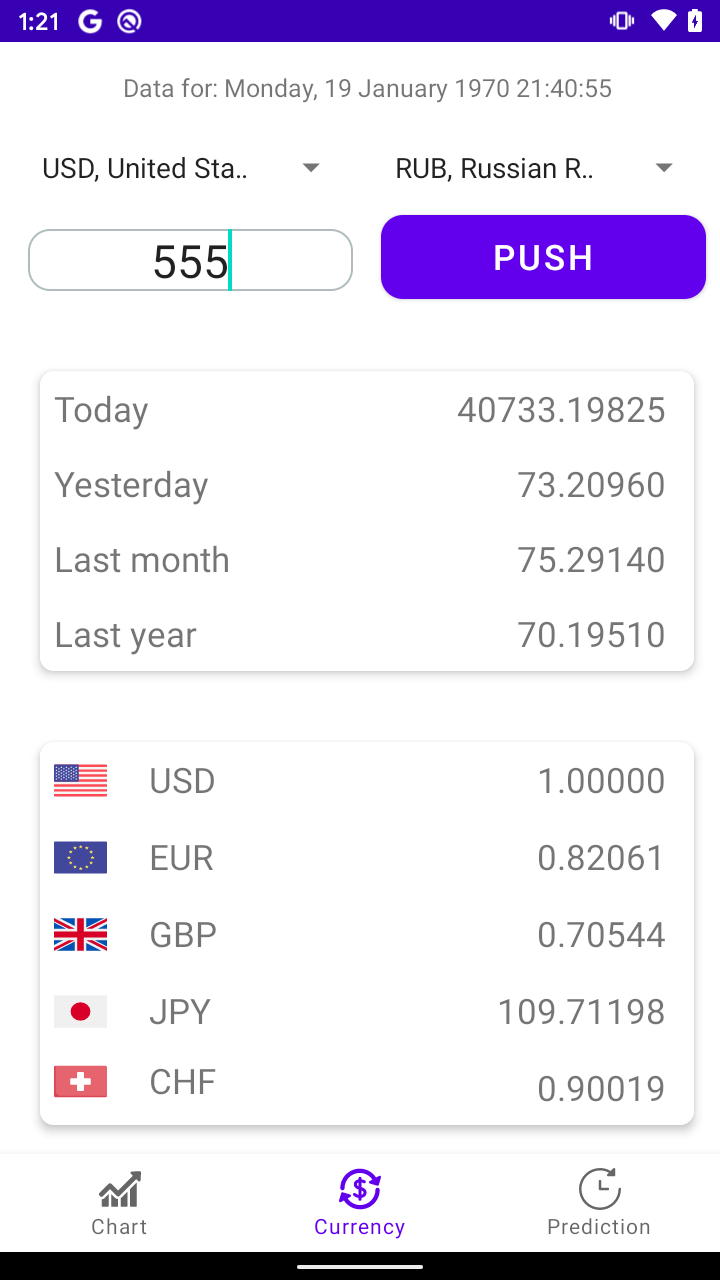 1:21
Data for: Monday, 19 January 1970 21:40:55
USD, United Sta.. RUB, Russian R..
555 PUSH
Today 40733.19825
Yesterday 73.20960
Last month 75.29140
Last year 70.19510
USD 1.00000
EUR 0.82061
GBP 0.70544
JPY 109.71198
CHF 0.90019
Chart Currency Prediction